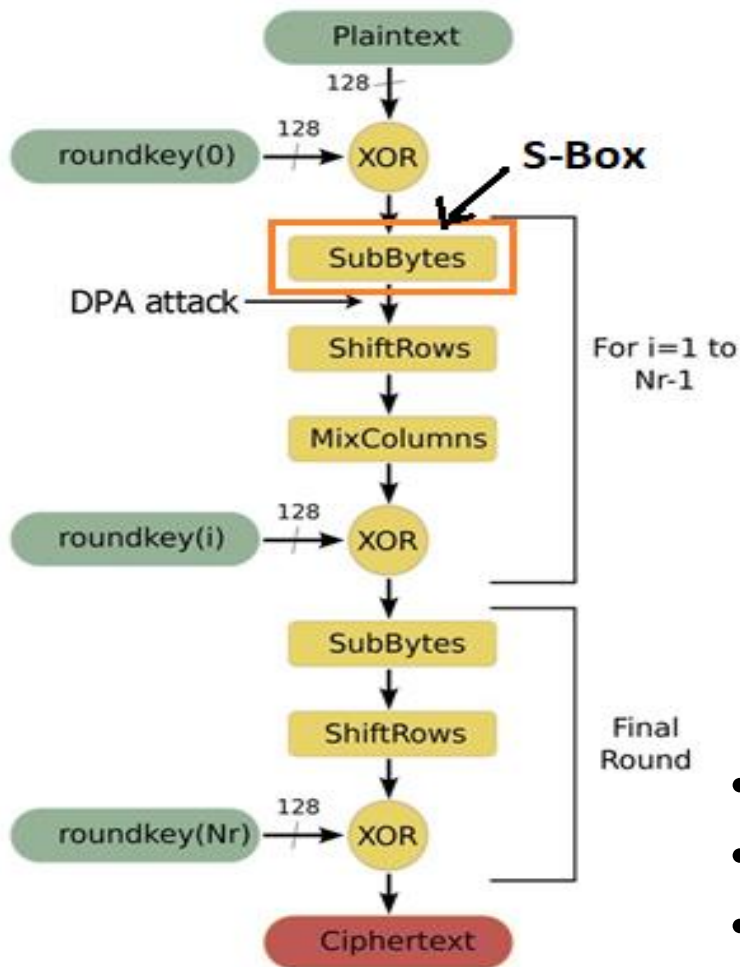 Plaintext
128
roundkey(0)
128
XOR
S-Box
SubBytes
DPA attack
ShiftRows
For i=1 to
Nr-1
MixColumns
roundkey(i)
128
XOR
SubBytes
ShiftRows
Final
Round
roundkey(Nr)
128
XOR
Ciphertext